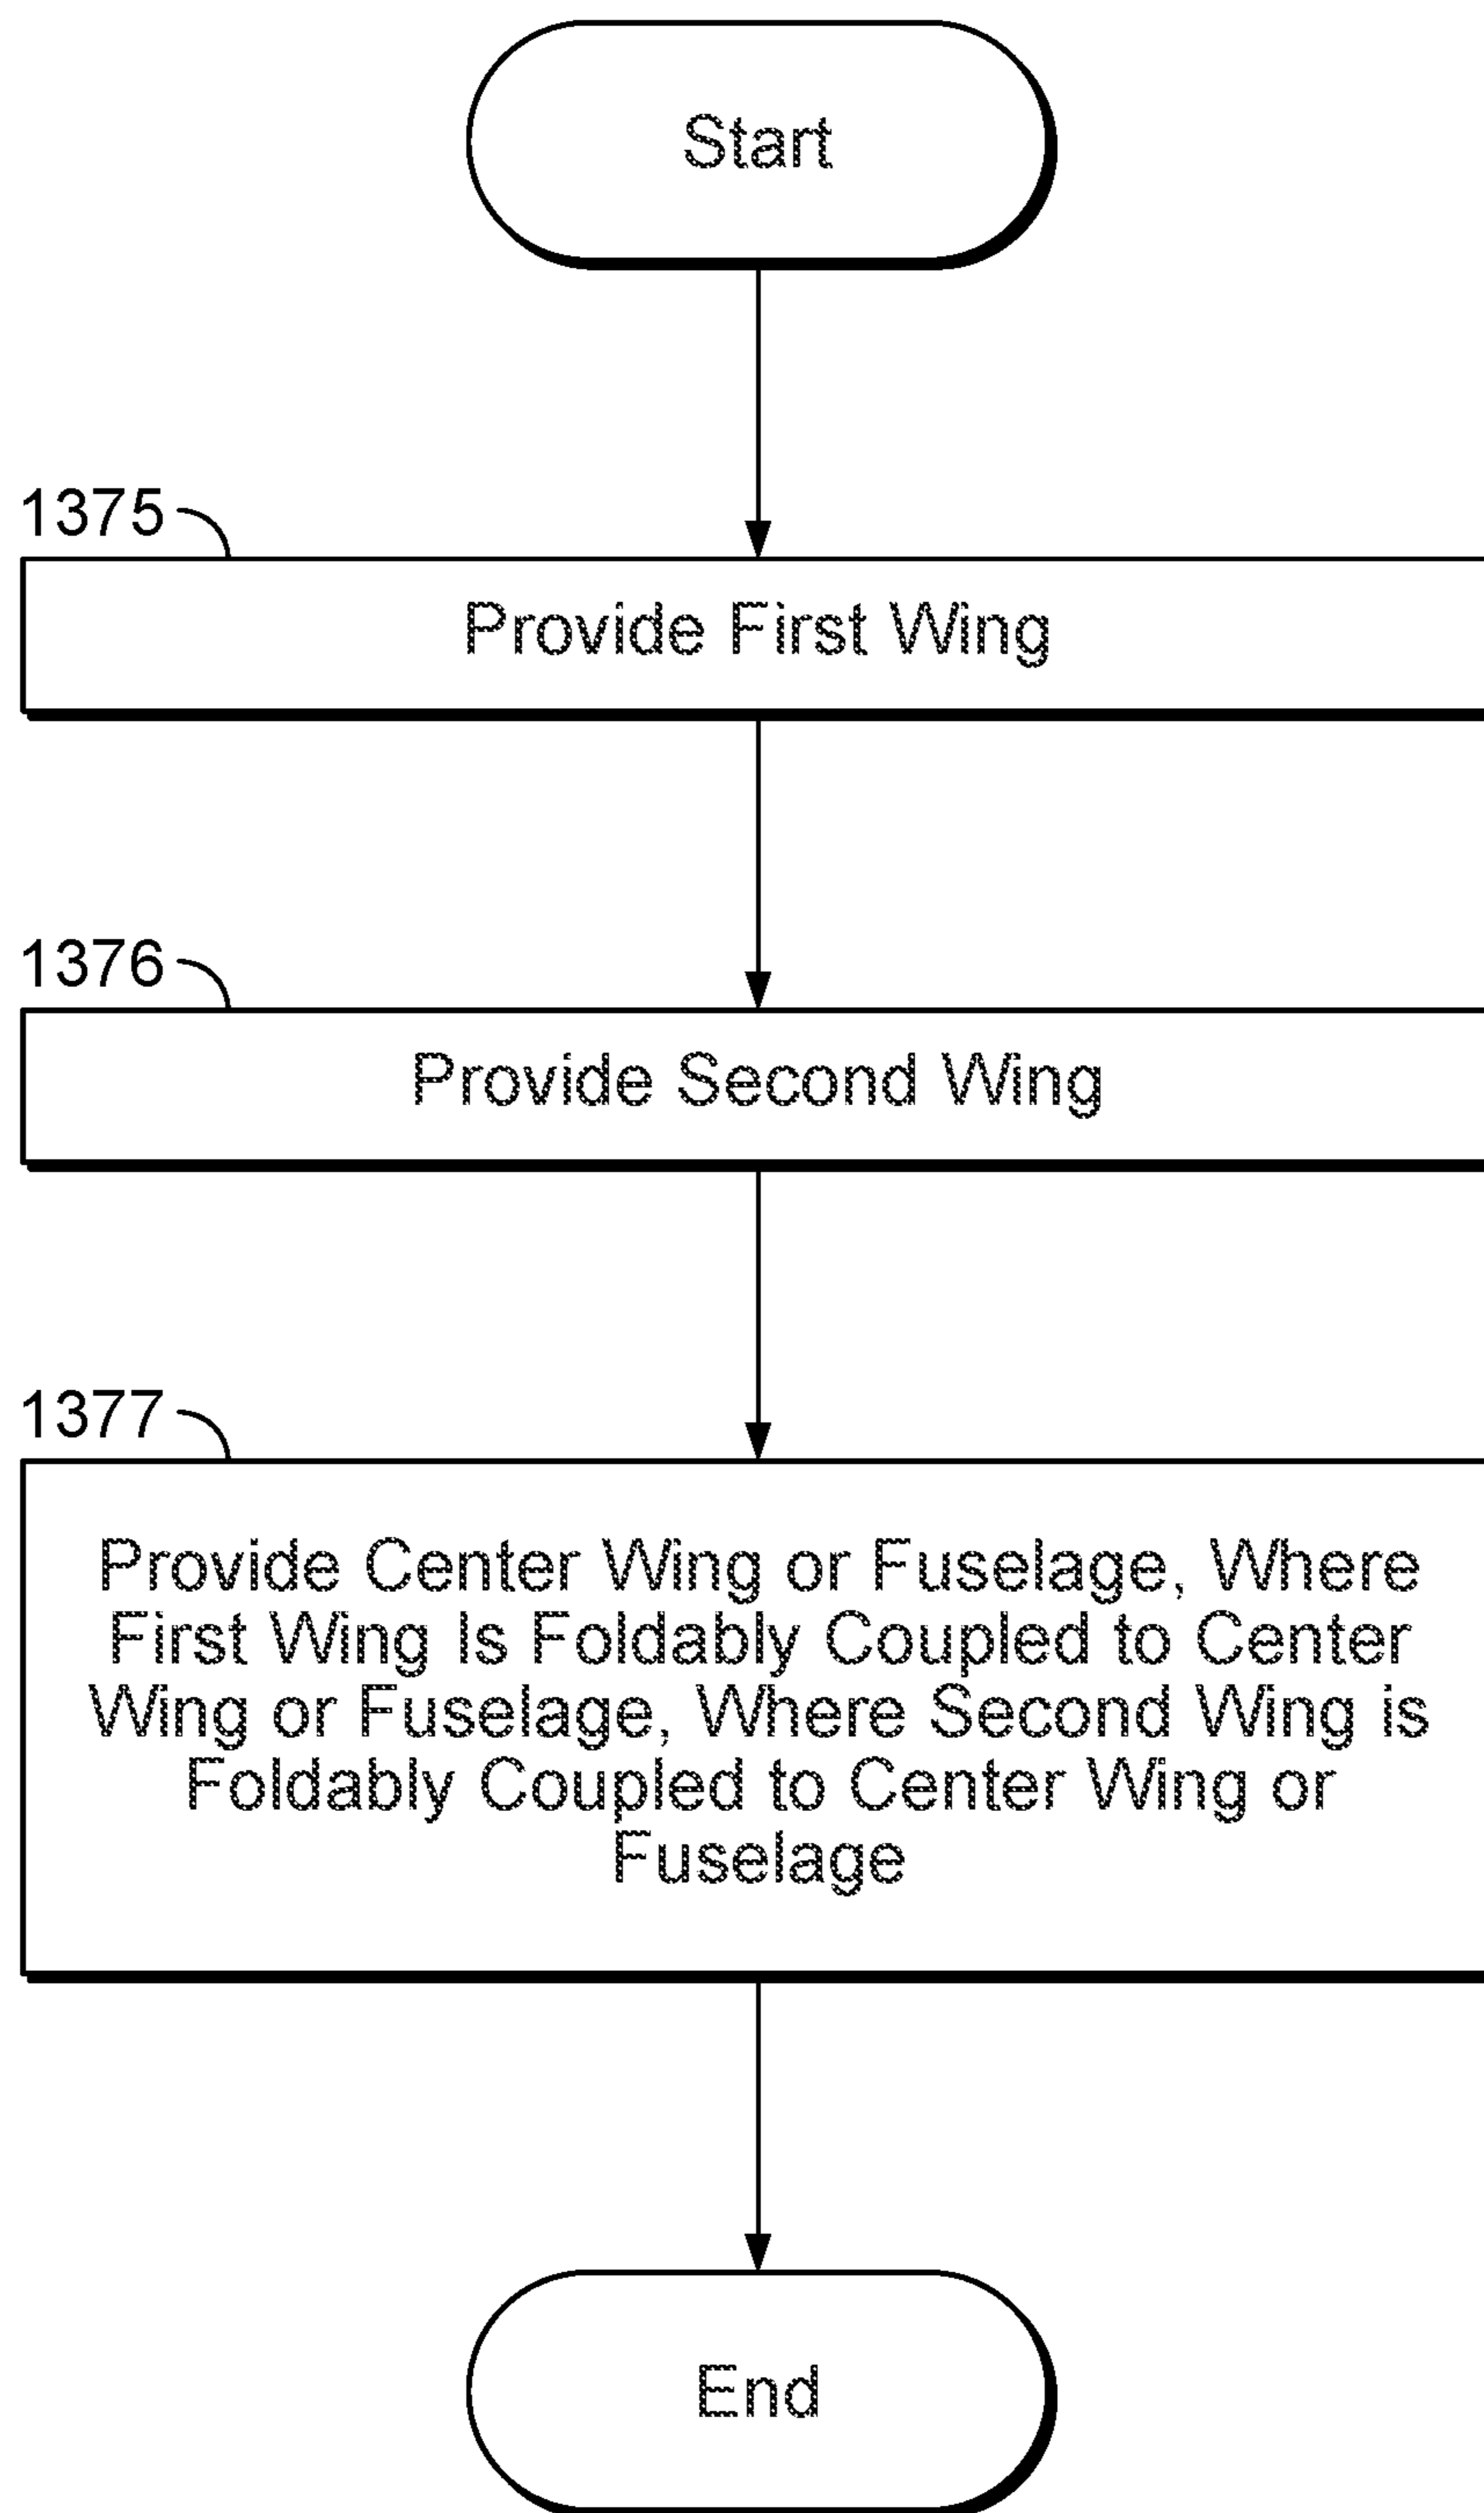 Start
1375
Provide First Wing
1376
Provide Second Wing
1377
Provide Center Wing or Fuselage, Where
First Wing Is Foldably Coupled to Center
Wing or Fuselage, Where Second Wing is
Foldably Coupled to Center Wing or
Fuselage
End